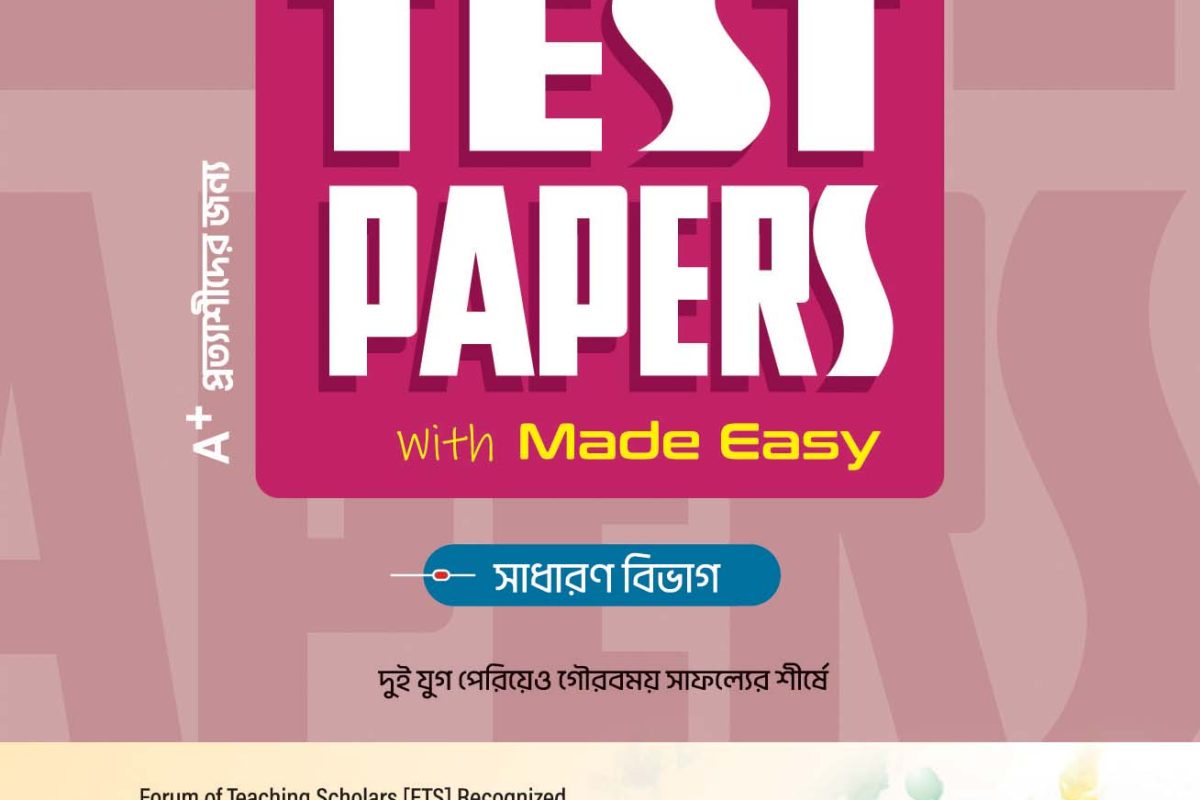 TEST
PAPERS
with Made Easy
A+ প্রত্যাশীদের জন্য
সাধারণ বিভাগ
দুই যুগ পেরিয়েও গৌরবময় সাফল্যের শীর্ষে
Forum of Teaching Scholars [FTS] Recognized